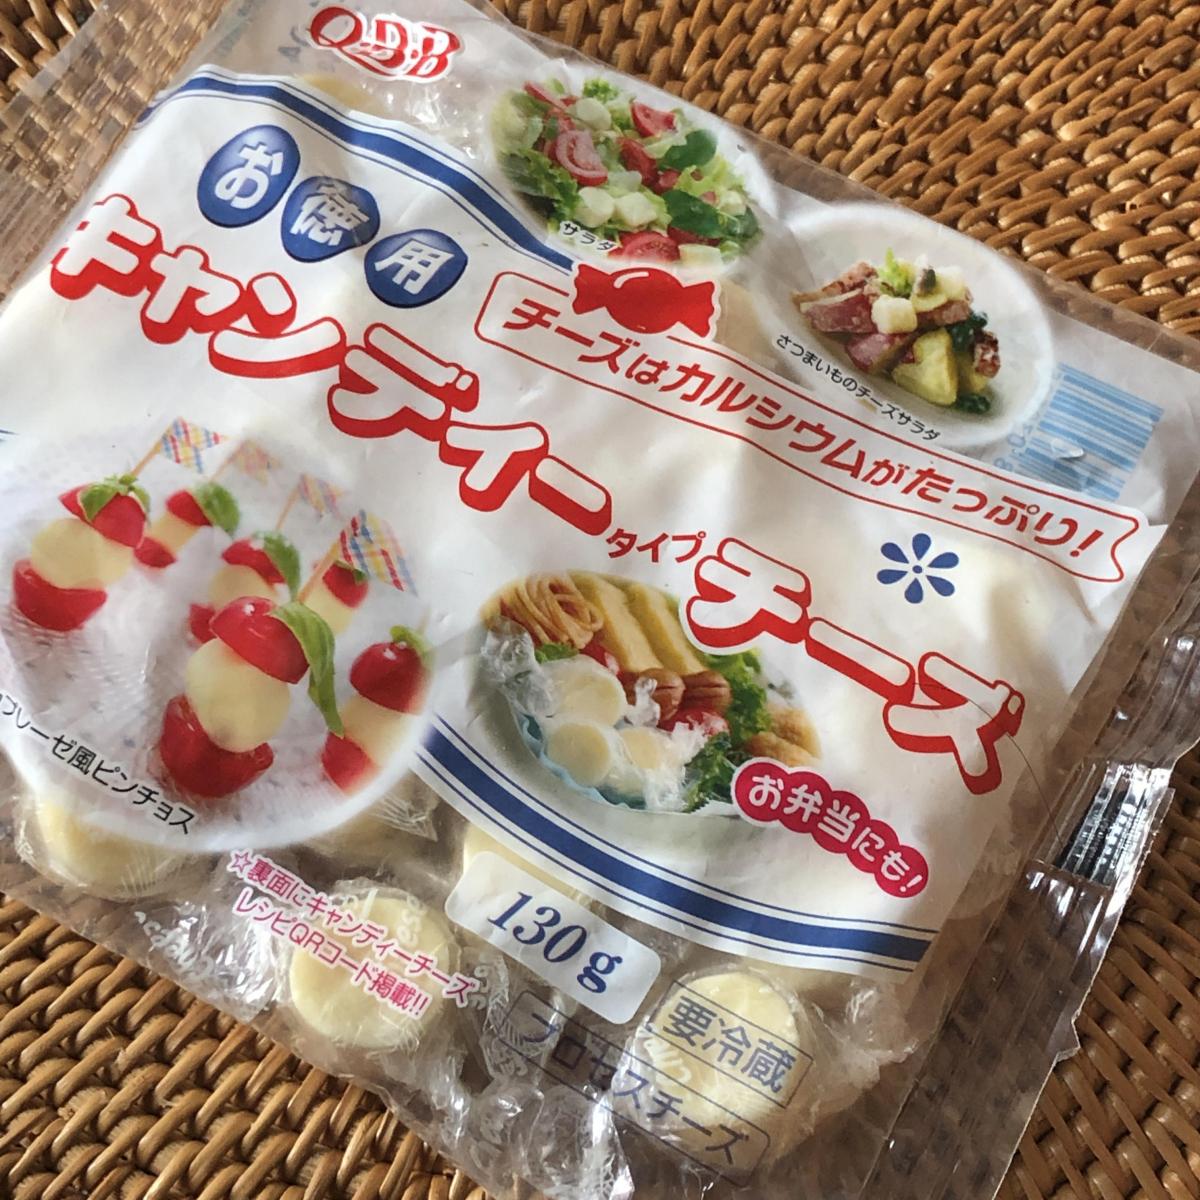 Q・B・B
お徳用
キャンディータイプチーズ
チーズはカルシウムがたっぷり!
サラダ
さつまいものチーズサラダ
プレーゼ風ピンチョス
お弁当にも!
☆裏面にキャンディーチーズ
レシピQRコード掲載!!
130g
要冷蔵
プロセスチーズ